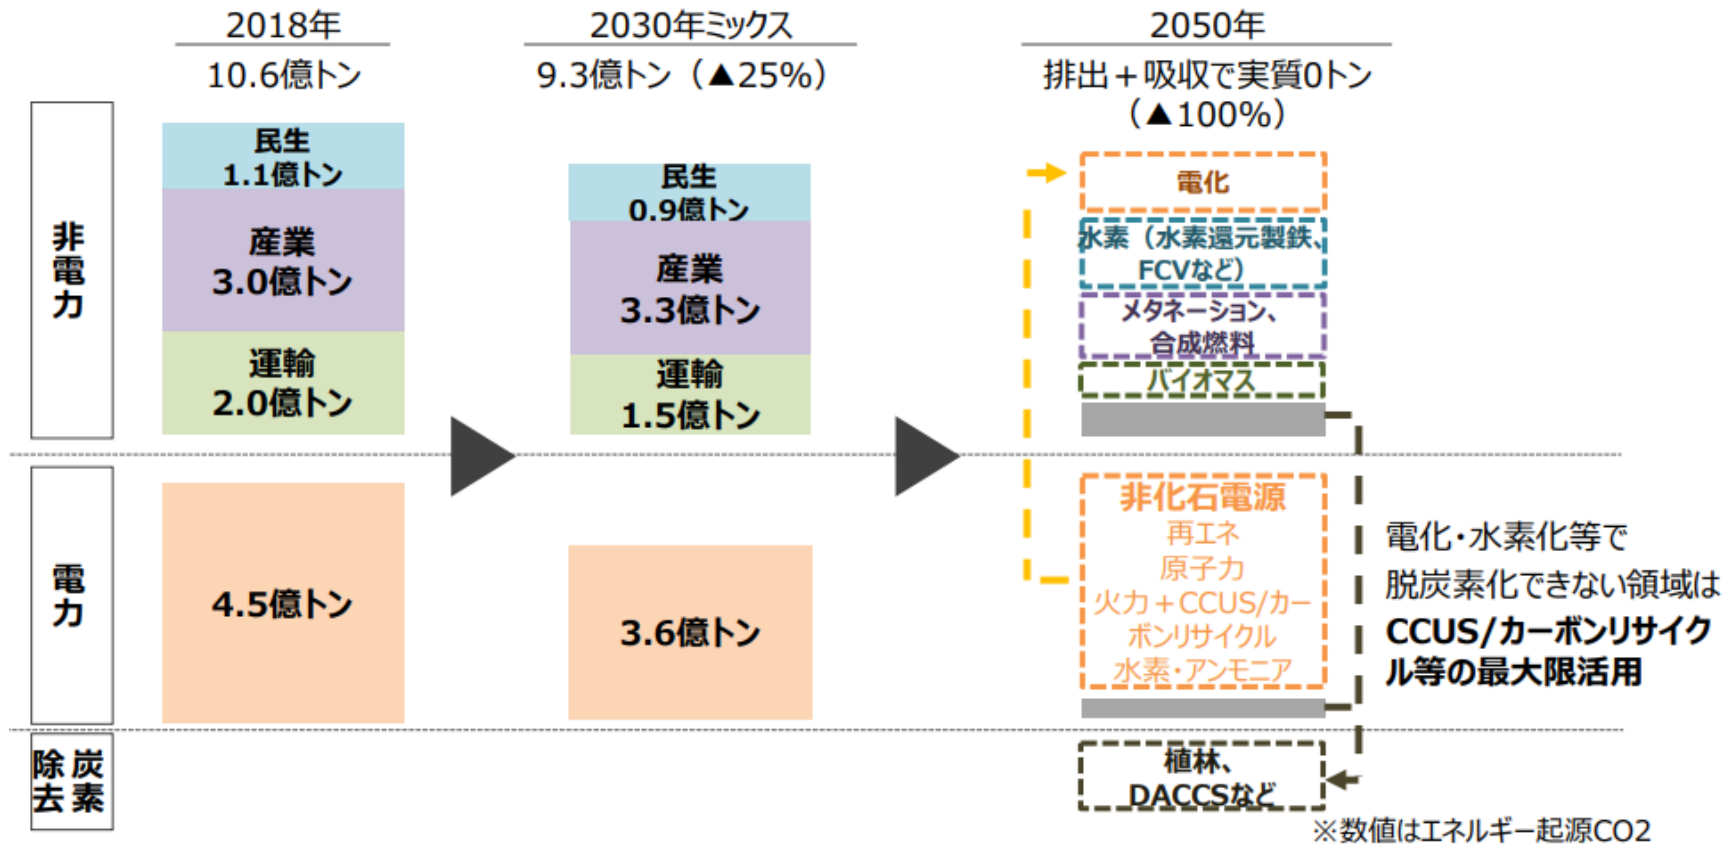 2018年
10.6億トン
2030年ミックス
9.3億トン（▲25%）
2050年
排出＋吸収で実質0トン
（▲100%）
非電力
民生
1.1億トン
産業
3.0億トン
運輸
2.0億トン
民生
0.9億トン
産業
3.3億トン
運輸
1.5億トン
電化
水素（水素還元製鉄、
FCVなど）
メタネーション、
合成燃料
バイオマス
電力
4.5億トン
3.6億トン
非化石電源
再エネ
原子力
火力＋CCUS/カー
ボンリサイクル
水素・アンモニア
電化・水素化等で
脱炭素化できない領域は
CCUS/カーボンリサイク
ル等の最大限活用
炭素
除去
植林、
DACCSなど
※数値はエネルギー起源CO2